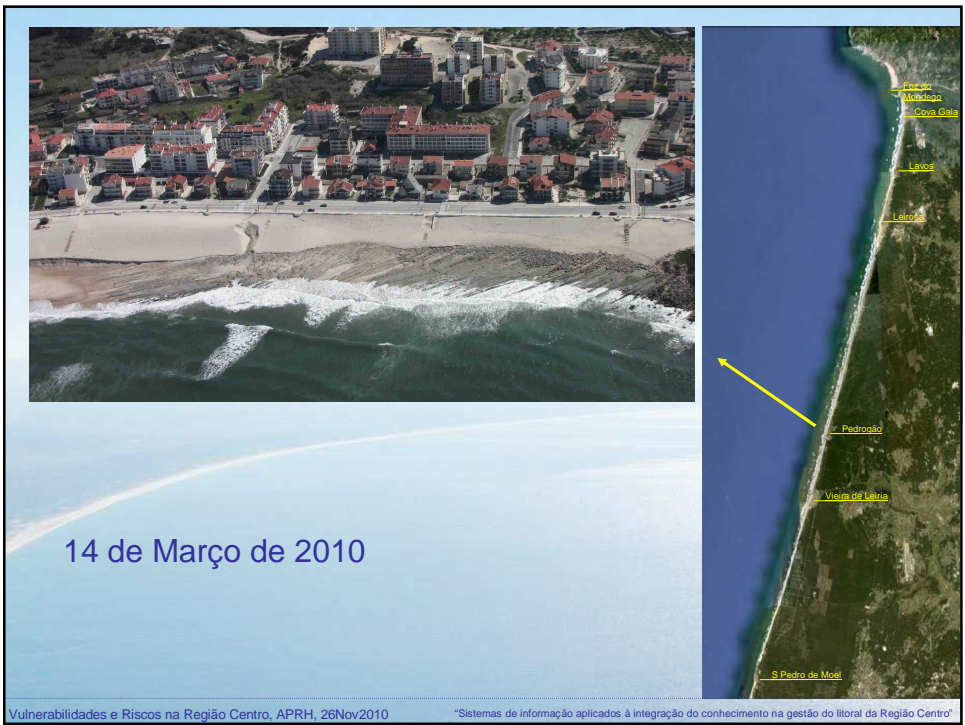 Foz do
Mondego
Cova Gala
Lavos
Leirosa
Pedrogão
Vieira de Leiria
S Pedro de Moel
14 de Março de 2010
Vulnerabilidades e Riscos na Região Centro, APRH, 26Nov2010
“Sistemas de informação aplicados à integração do conhecimento na gestão do litoral da Região Centro”